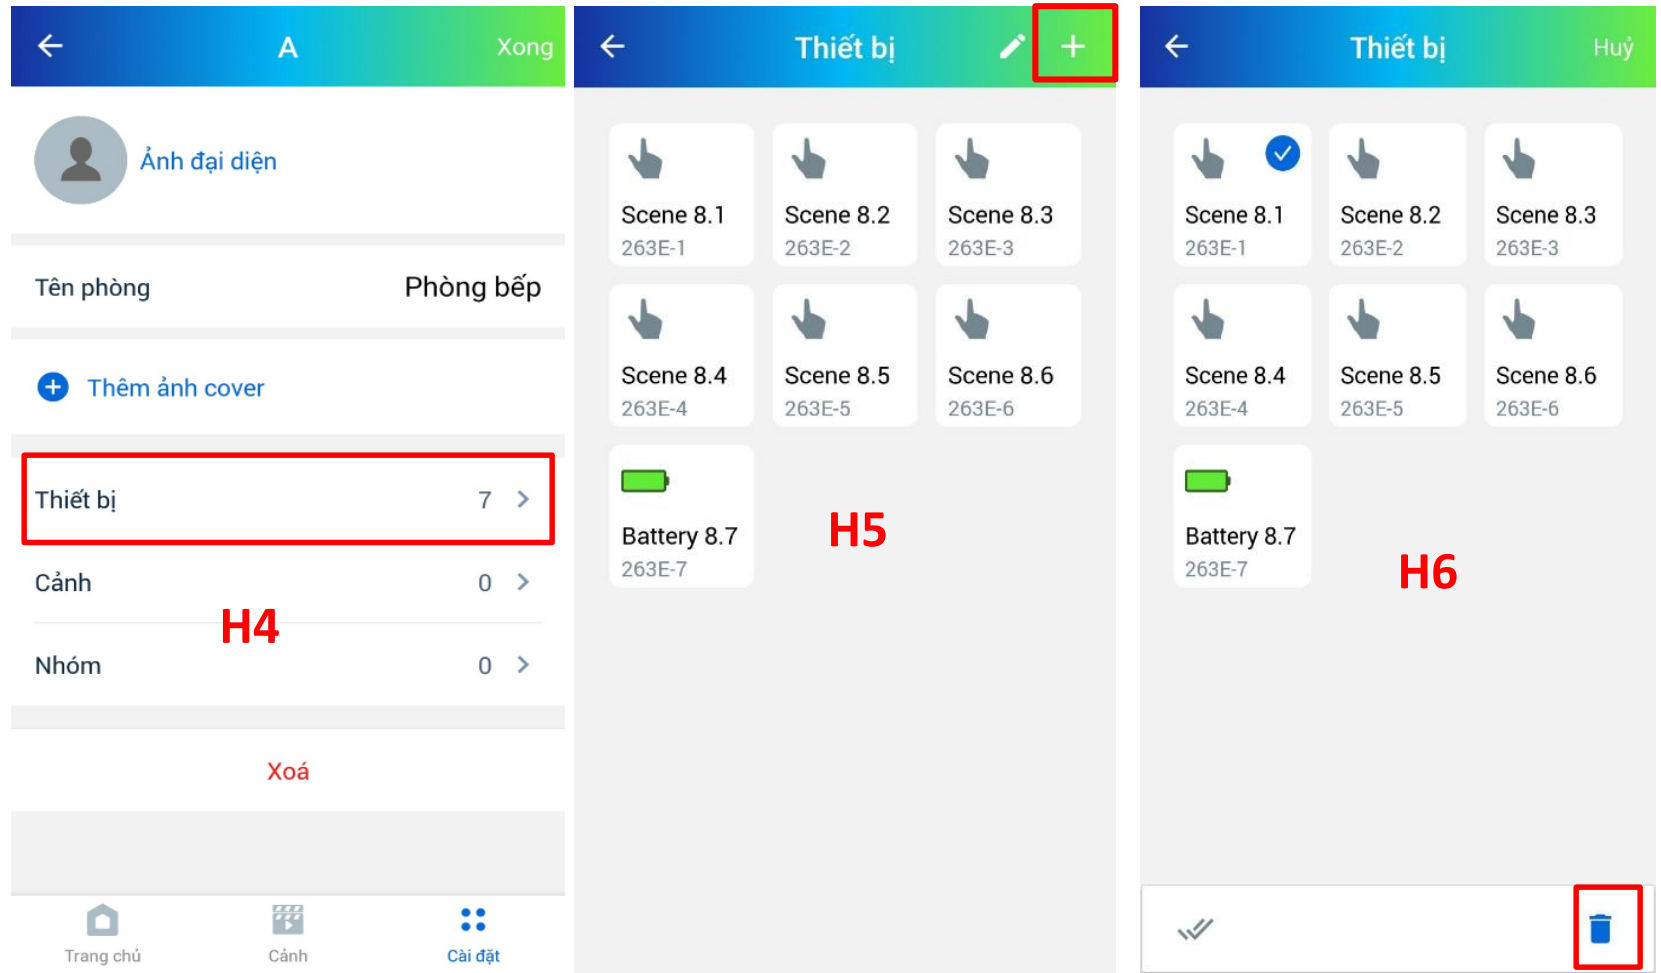 A
Xong
Ảnh đại diện
Tên phòng
Phòng bếp
Thêm ảnh cover
Thiết bị
7
Cảnh
0
H4
Nhóm
0
Xoá
Trang chủ
Cảnh
Cài đặt
Thiết bị
Scene 8.1
263E-1
Scene 8.2
263E-2
Scene 8.3
263E-3
Scene 8.4
263E-4
Scene 8.5
263E-5
Scene 8.6
263E-6
Battery 8.7
263E-7
H5
Thiết bị
Huỷ
Scene 8.1
263E-1
Scene 8.2
263E-2
Scene 8.3
263E-3
Scene 8.4
263E-4
Scene 8.5
263E-5
Scene 8.6
263E-6
Battery 8.7
263E-7
H6